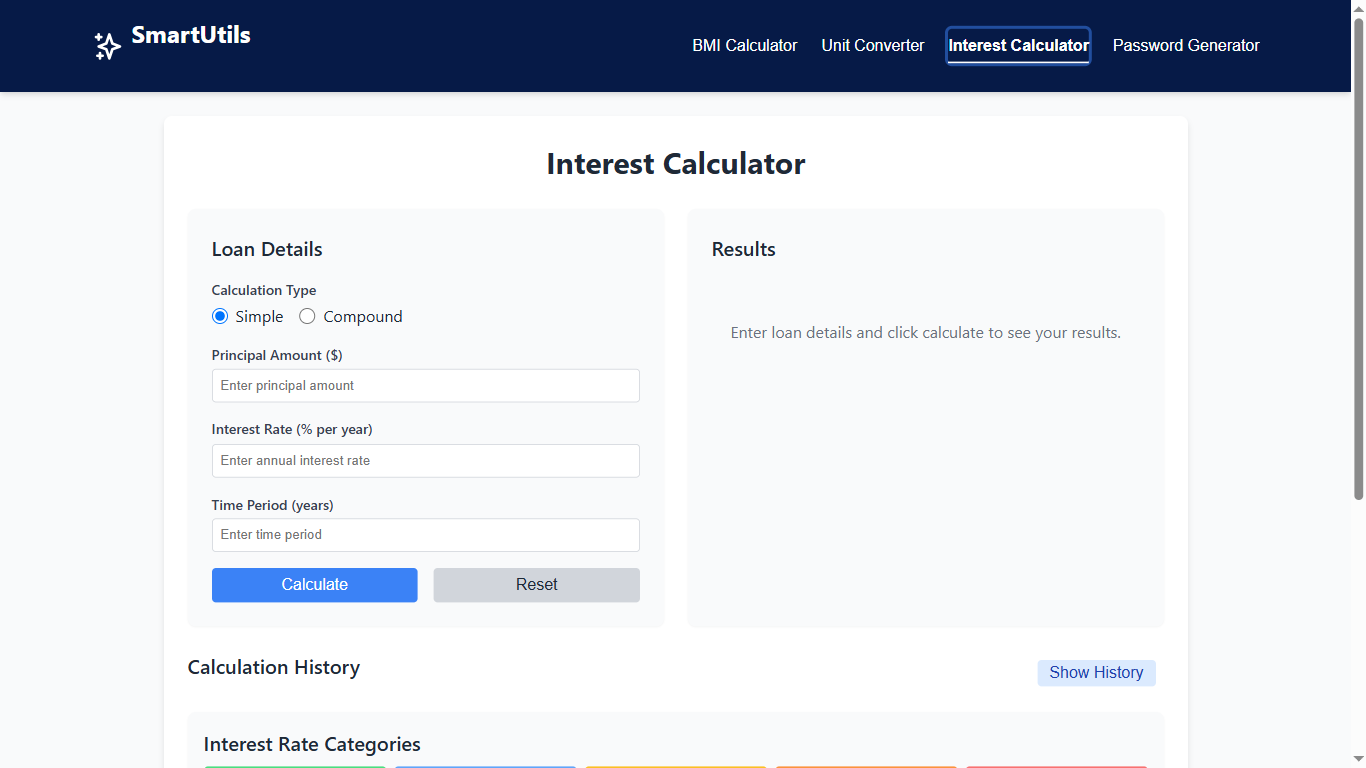 SmartUtils
BMI Calculator Unit Converter Interest Calculator Password Generator
Interest Calculator
Loan Details
Calculation Type
Simple Compound
Principal Amount ($)
Enter principal amount
Interest Rate (% per year)
Enter annual interest rate
Time Period (years)
Enter time period
Calculate Reset
Results
Enter loan details and click calculate to see your results.
Calculation History
Show History
Interest Rate Categories